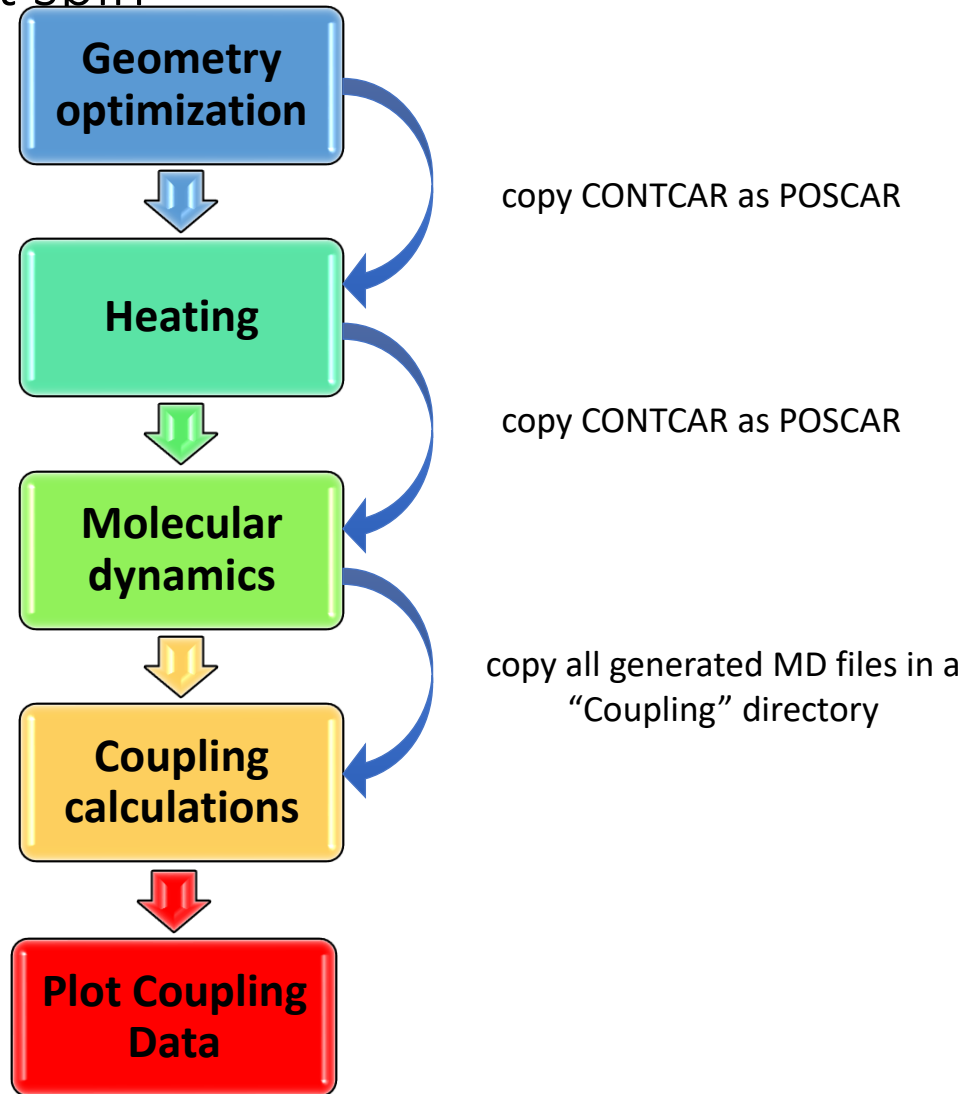 Geometry
optimization
copy CONTCAR as POSCAR
Heating
copy CONTCAR as POSCAR
Molecular
dynamics
copy all generated MD files in a
“Coupling” directory
Coupling
calculations
Plot Coupling
Data